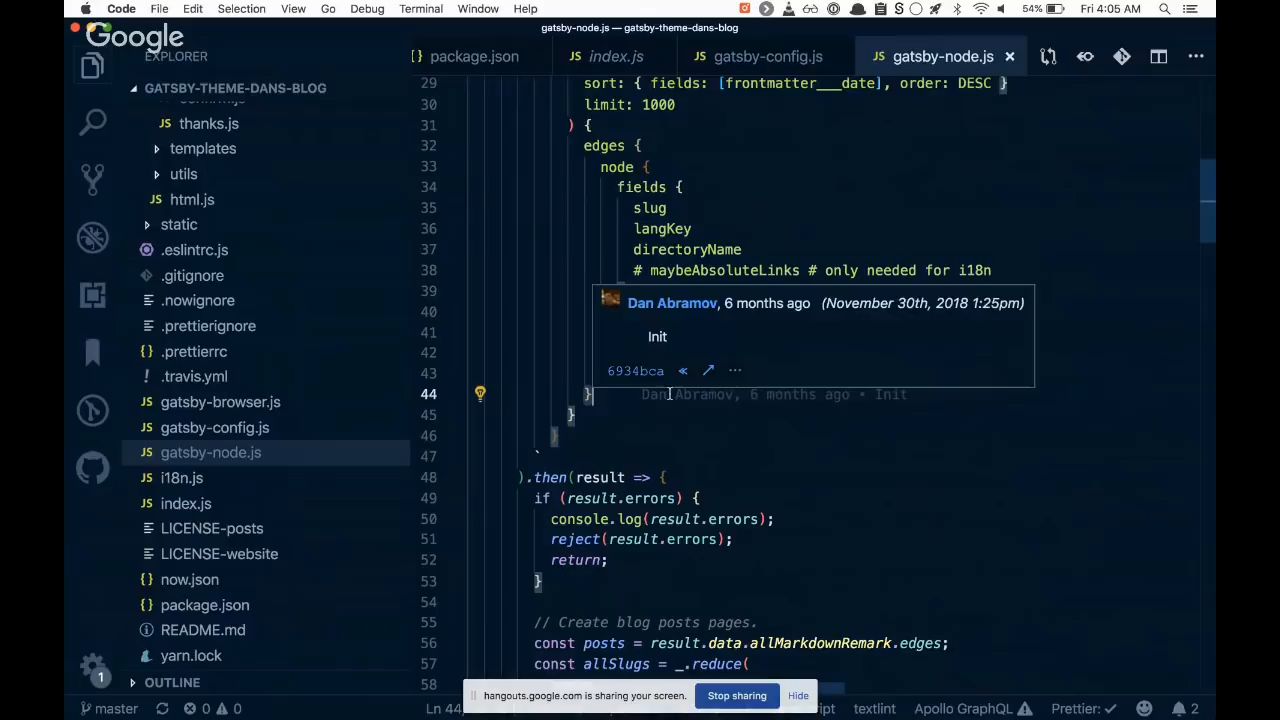 Code File Edit Selection View Go Debug Terminal Window Help 54% Fri 4:05 AM
gatsby-node.js — gatsby-theme-dans-blog
Google
EXPLORER
package.json index.js gatsby-config.js gatsby-node.js
GATSBY-THEME-DANS-BLOG
JS thanks.js
templates
utils
JS html.js
static
.eslintrc.js
.gitignore
.nowignore
.prettierignore
{} .prettierrc
! .travis.yml
JS gatsby-browser.js
JS gatsby-config.js
JS gatsby-node.js
JS i18n.js
JS index.js
LICENSE-posts
LICENSE-website
{} now.json
{} package.json
README.md
yarn.lock
OUTLINE
1
29 sort: { fields: [frontmatter___date], order: DESC }
30 limit: 1000
31 ) {
32 edges {
33 node {
34 fields {
35 slug
36 langKey
37 directoryName
38 # maybeAbsoluteLinks # only needed for i18n
39
Dan Abramov, 6 months ago (November 30th, 2018 1:25pm)
40
Init
41
42
6934bca
43
44 } Dan Abramov, 6 months ago • Init
45 }
46 }
47 `
48 ).then(result => {
49 if (result.errors) {
50 console.log(result.errors);
51 reject(result.errors);
52 return;
53 }
54
55 // Create blog posts pages.
56 const posts = result.data.allMarkdownRemark.edges;
57 const allSlugs = _.reduce(
58
hangouts.google.com is sharing your screen. Stop sharing Hide
master 0 0 Ln 44, textlint Apollo GraphQL Prettier: 2